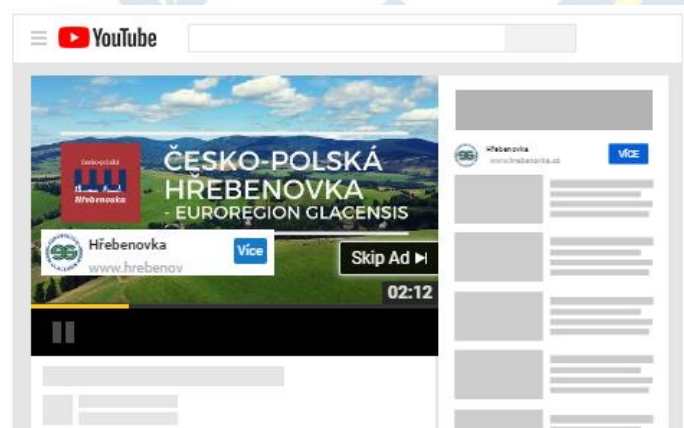 YouTube
ČESKO-POLSKÁ
HŘEBENOVKA
- EUROREGION GLACENSIS
česko-polská
Hřebenovka
Hřebenovka
www.hrebenov
Více
Skip Ad
02:12
Hřebenovka
www.hrebenovka.cz
VÍCE